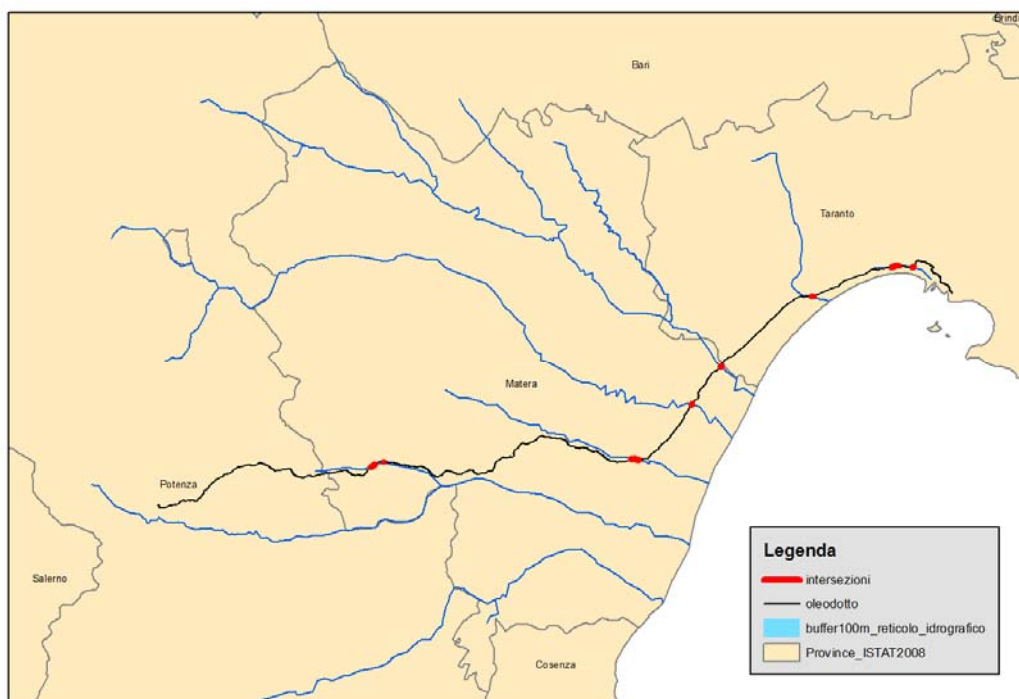 Brindi
Bari
Taranto
Matera
Potenza
Salerno
Cosenza
Legenda
intersezioni
oleodotto
buffer100m_reticolo_idrografico
Province_ISTAT2008